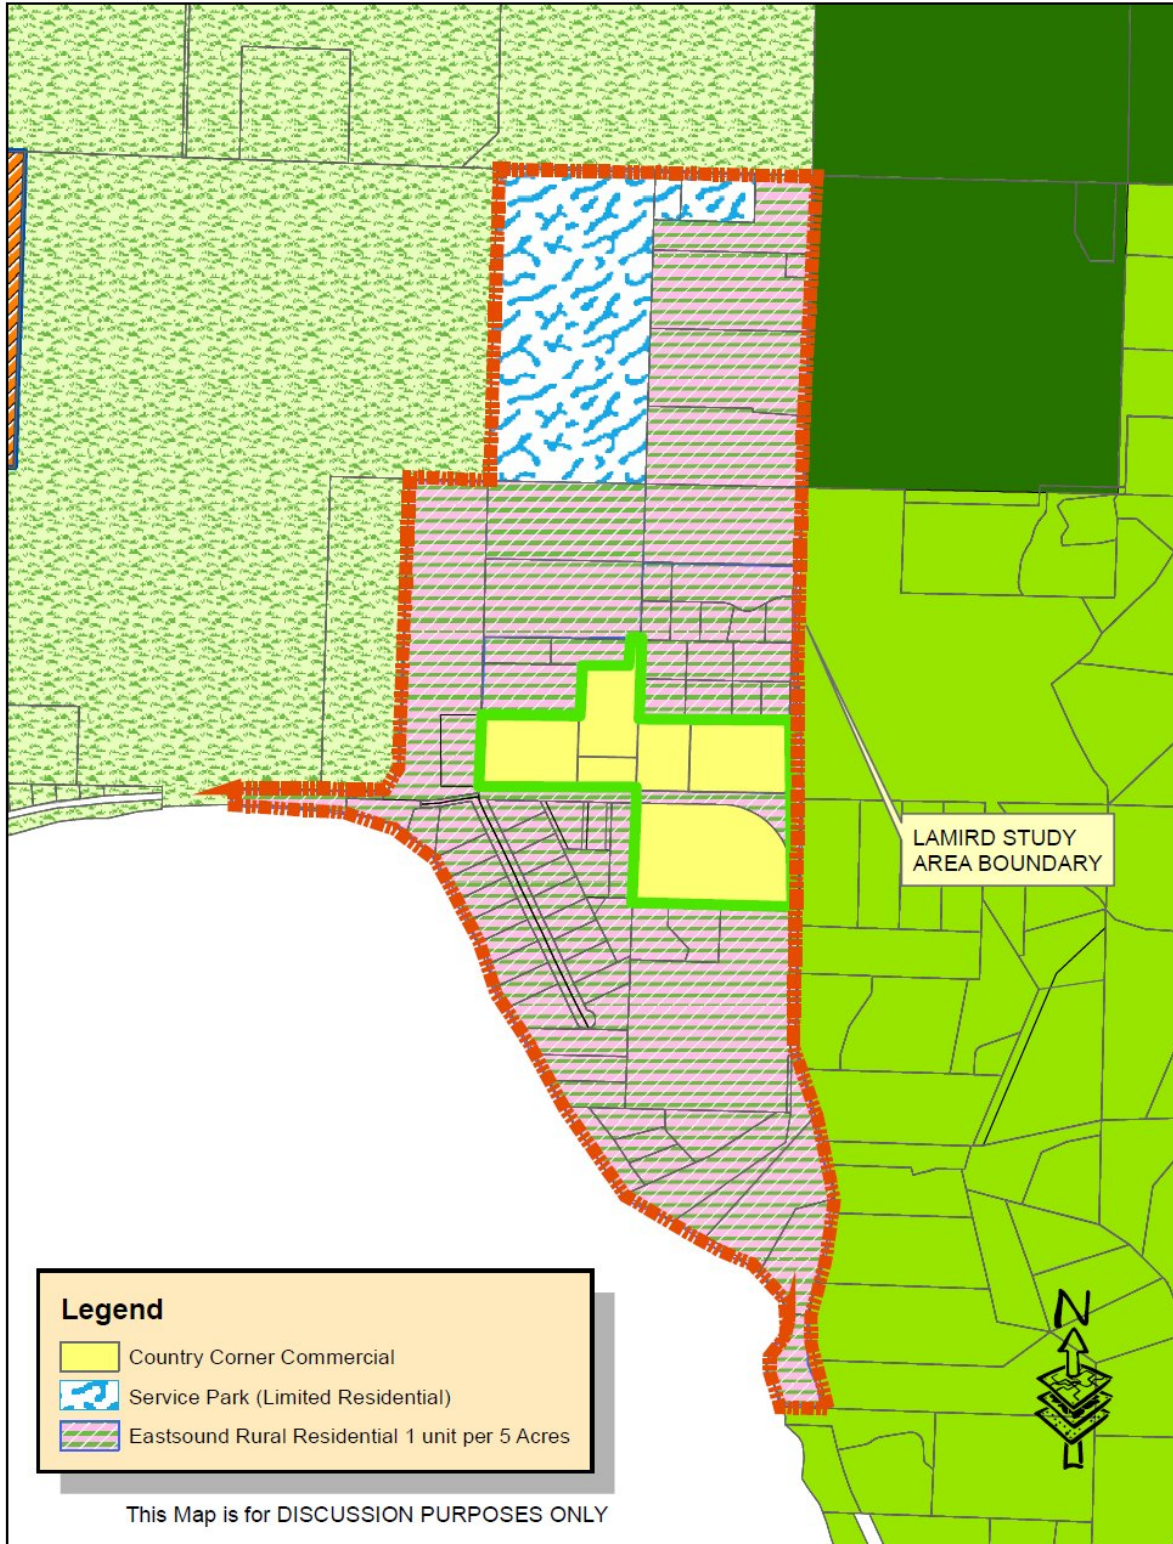 LAMIRD STUDY
AREA BOUNDARY
Legend
Country Corner Commercial
Service Park (Limited Residential)
Eastsound Rural Residential 1 unit per 5 Acres
N
This Map is for DISCUSSION PURPOSES ONLY